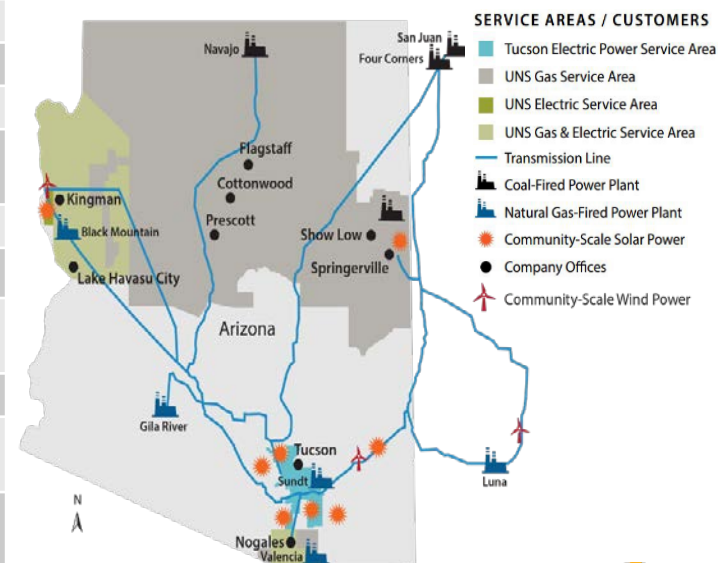 SERVICE AREAS / CUSTOMERS
Tucson Electric Power Service Area
UNS Gas Service Area
UNS Electric Service Area
UNS Gas & Electric Service Area
Transmission Line
Coal-Fired Power Plant
Natural Gas-Fired Power Plant
Community-Scale Solar Power
Company Offices
Community-Scale Wind Power
San Juan
Navajo
Four Corners
Flagstaff
Cottonwood
Kingman
Prescott
Black Mountain
Show Low
Springerville
Lake Havasu City
Arizona
Gila River
Tucson
Sundt
Luna
N
Nogales
Valencia